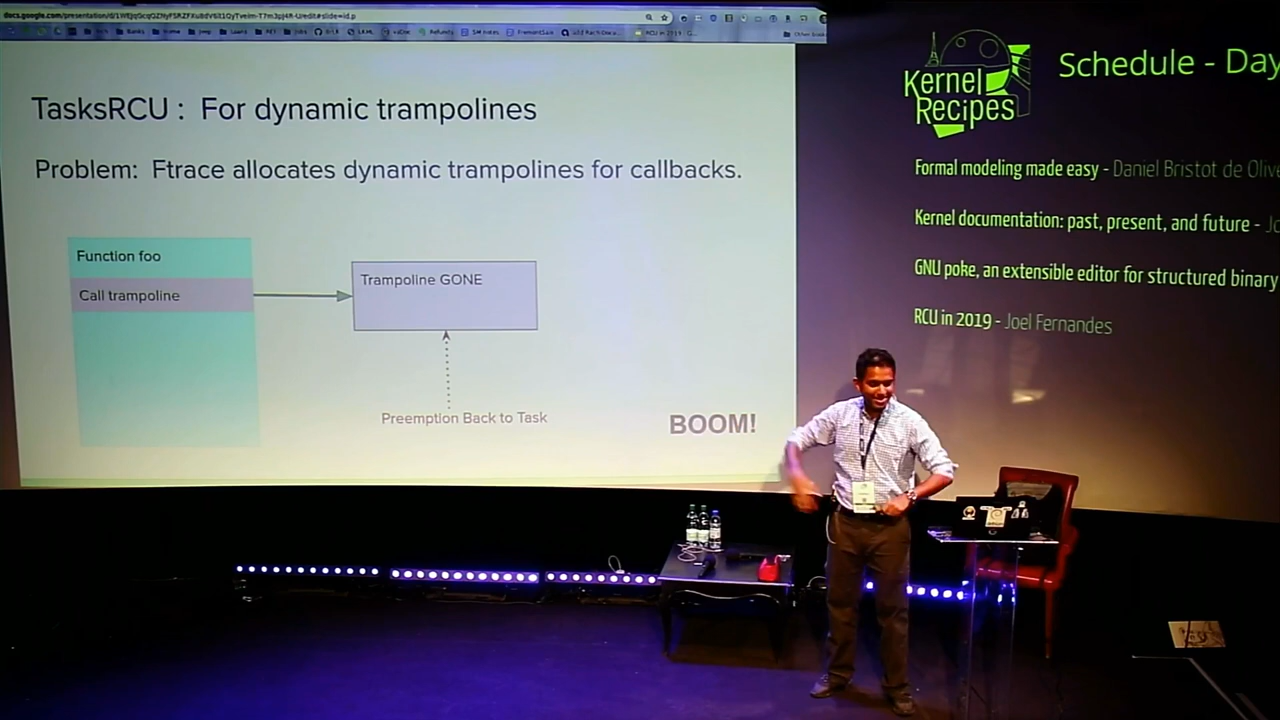 TasksRCU : For dynamic trampolines
Problem: Ftrace allocates dynamic trampolines for callbacks.
Function foo
Call trampoline
Trampoline GONE
Preemption Back to Task
BOOM!
Kernel
Recipes
Schedule - Day
Formal modeling made easy - Daniel Bristot de Olive
Kernel documentation: past, present, and future - Jo
GNU poke, an extensible editor for structured binary
RCU in 2019 - Joel Fernandes